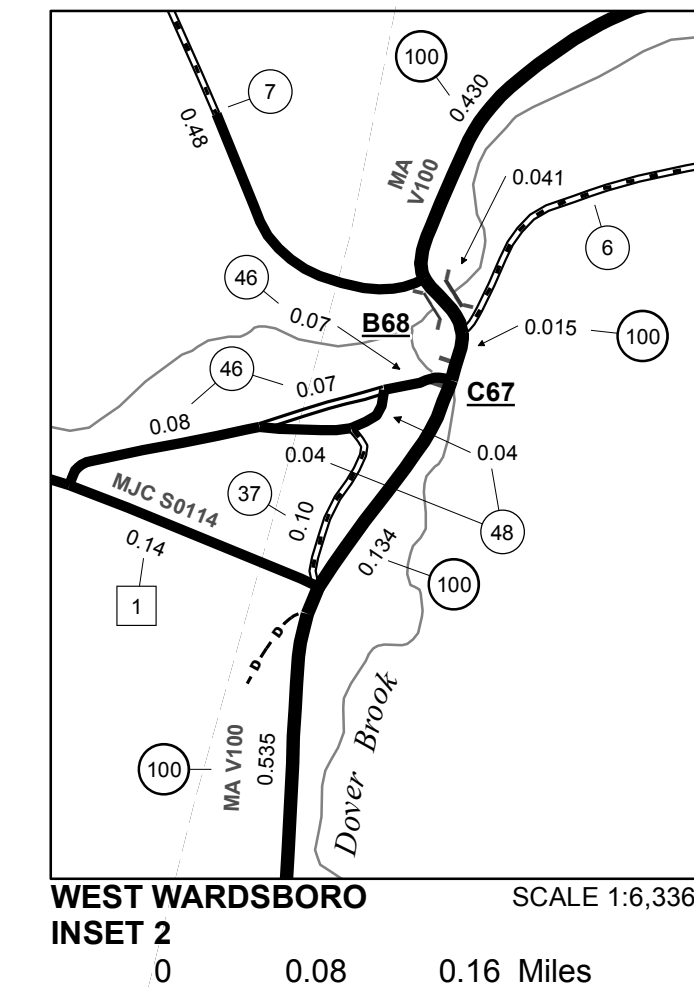 100
0.430
7
0.48
MA
V100
0.041
6
46
0.07
B68
0.015
100
46
0.07
C67
0.08
0.04
0.04
MJC S0114
37
0.10
48
0.14
0.134
100
1
D
D
Dover Brook
MA V100
0.535
100
WEST WARDSBORO
SCALE 1:6,336
INSET 2
0 0.08 0.16 Miles